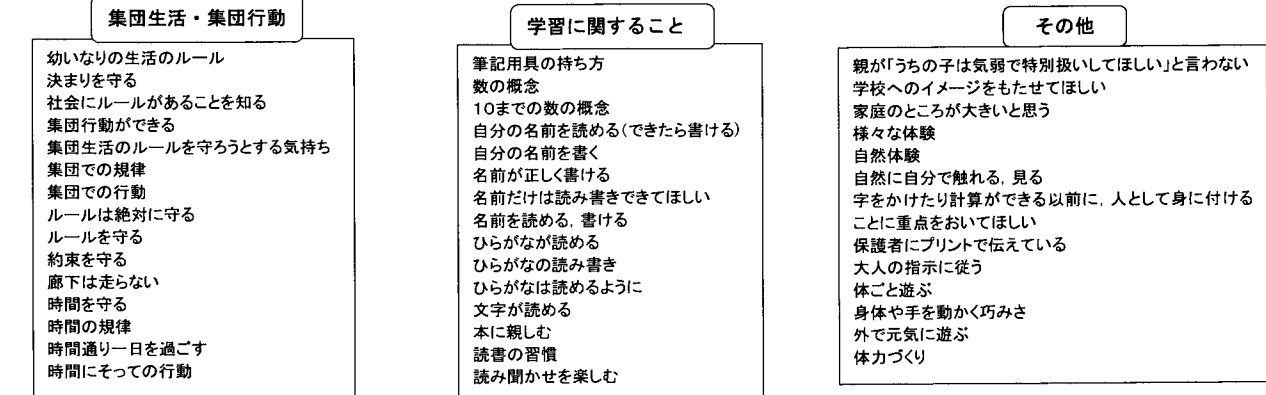 集団生活・集団行動
幼いなりの生活のルール
決まりを守る
社会にルールがあることを知る
集団行動ができる
集団生活のルールを守ろうとする気持ち
集団での規律
集団での行動
ルールは絶対に守る
ルールを守る
約束を守る
廊下は走らない
時間を守る
時間の規律
時間通り一日を過ごす
時間にそっての行動
学習に関すること
筆記用具の持ち方
数の概念
10までの数の概念
自分の名前を読める(できたら書ける)
自分の名前を書く
名前が正しく書ける
名前だけは読み書きできてほしい
名前を読める, 書ける
ひらがなが読める
ひらがなの読み書き
ひらがなは読めるように
文字が読める
本に親しむ
読書の習慣
読み聞かせを楽しむ
その他
親が「うちの子は気弱で特別扱いしてほしい」と言わない
学校へのイメージをもたせてほしい
家庭のところが大きいと思う
様々な体験
自然体験
自然に自分で触れる, 見る
字をかけたり計算ができる以前に, 人として身に付ける
ことに重点をおいてほしい
保護者にプリントで伝えている
大人の指示に従う
体ごと遊ぶ
身体や手を動かく巧みさ
外で元気に遊ぶ
体力づくり